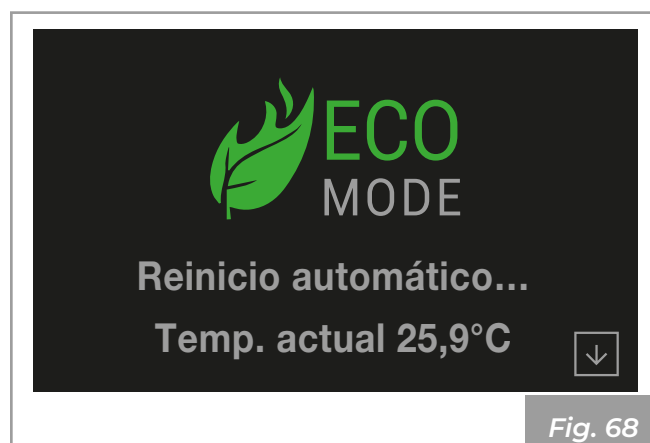 ECO
MODE
Reinicio automático...
Temp. actual 25,9°C
Fig. 68